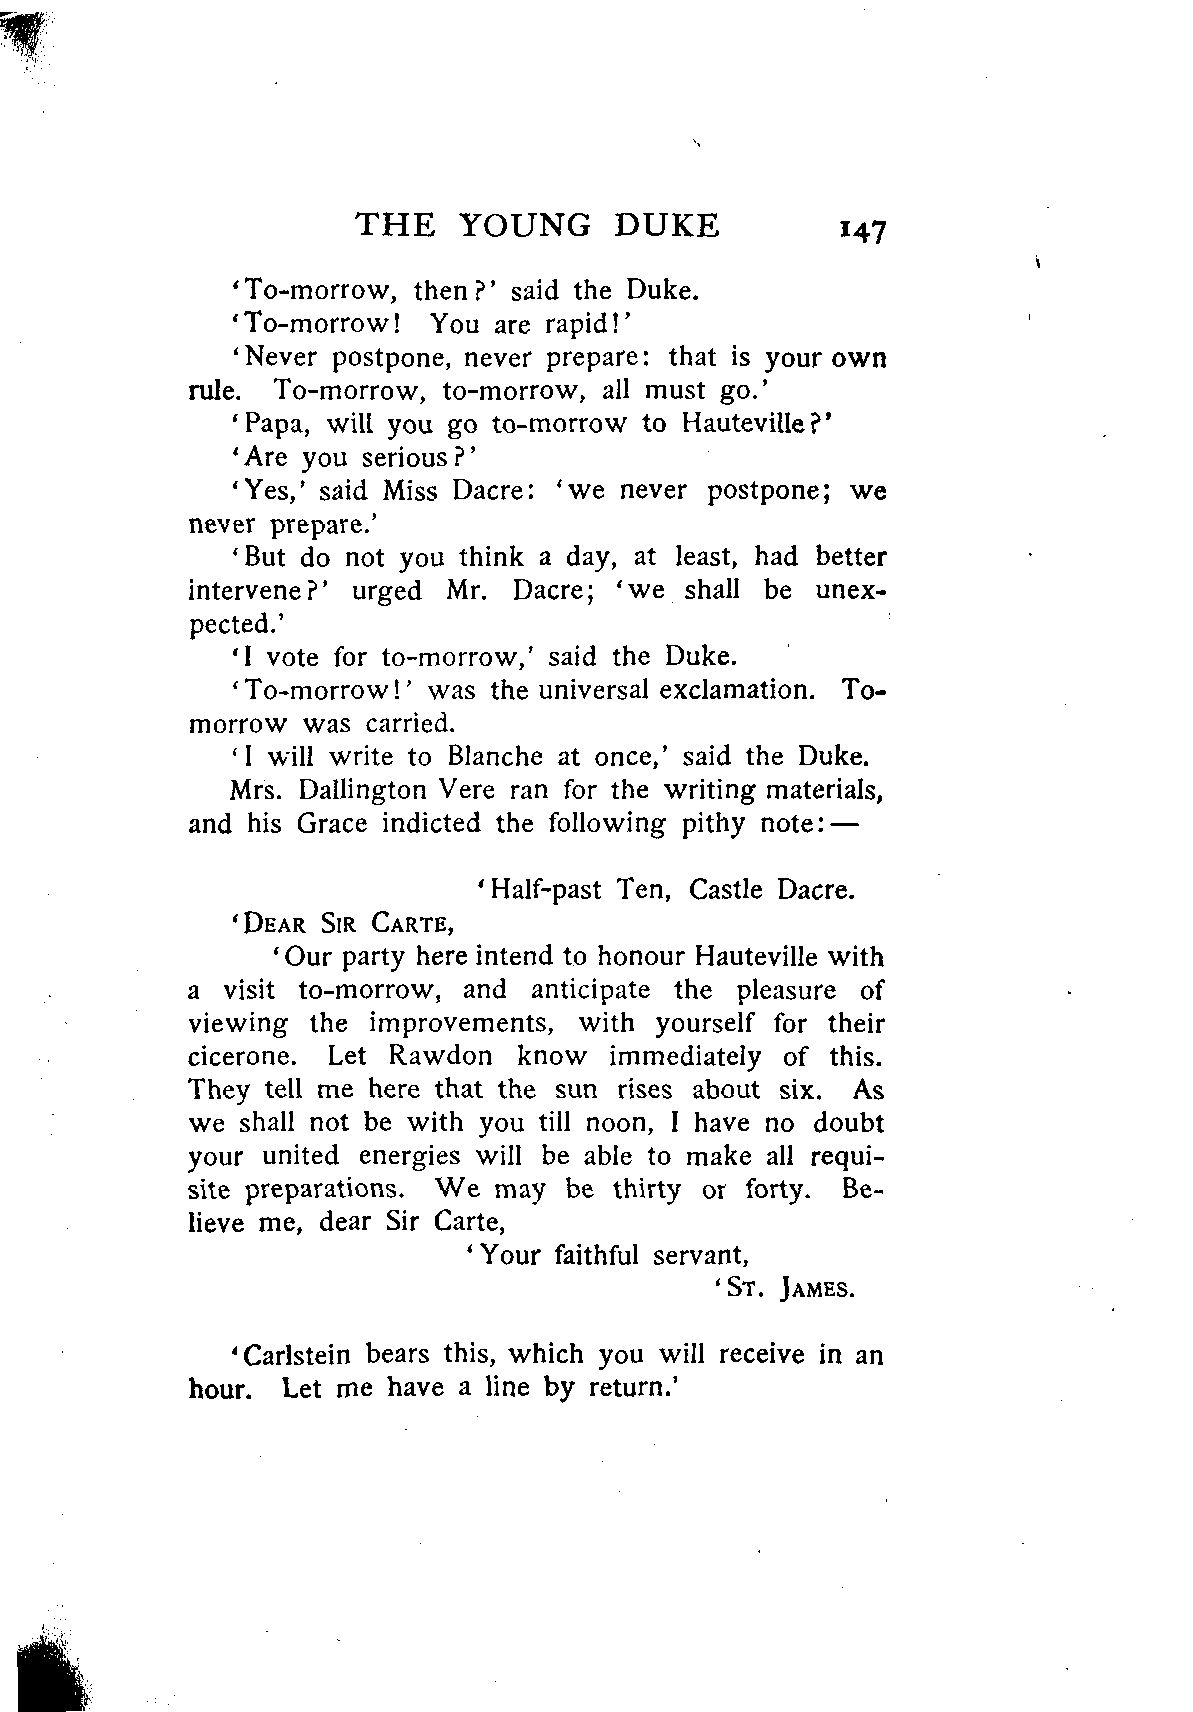 THE YOUNG DUKE 147
‘To-morrow, then?’ said the Duke.
‘To-morrow! You are rapid!’
‘Never postpone, never prepare: that is your own
rule. To-morrow, to-morrow, all must go.’
‘Papa, will you go to-morrow to Hauteville?’
‘Are you serious?’
‘Yes,’ said Miss Dacre: ‘we never postpone; we
never prepare.’
‘But do not you think a day, at least, had better
intervene?’ urged Mr. Dacre; ‘we shall be unex-
pected.’
‘I vote for to-morrow,’ said the Duke.
‘To-morrow!’ was the universal exclamation. To-
morrow was carried.
‘I will write to Blanche at once,’ said the Duke.
Mrs. Dallington Vere ran for the writing materials,
and his Grace indicted the following pithy note:—
‘Half-past Ten, Castle Dacre.
‘DEAR SIR CARTE,
‘Our party here intend to honour Hauteville with
a visit to-morrow, and anticipate the pleasure of
viewing the improvements, with yourself for their
cicerone. Let Rawdon know immediately of this.
They tell me here that the sun rises about six. As
we shall not be with you till noon, I have no doubt
your united energies will be able to make all requi-
site preparations. We may be thirty or forty. Be-
lieve me, dear Sir Carte,
‘Your faithful servant,
‘ST. JAMES.
‘Carlstein bears this, which you will receive in an
hour. Let me have a line by return.’